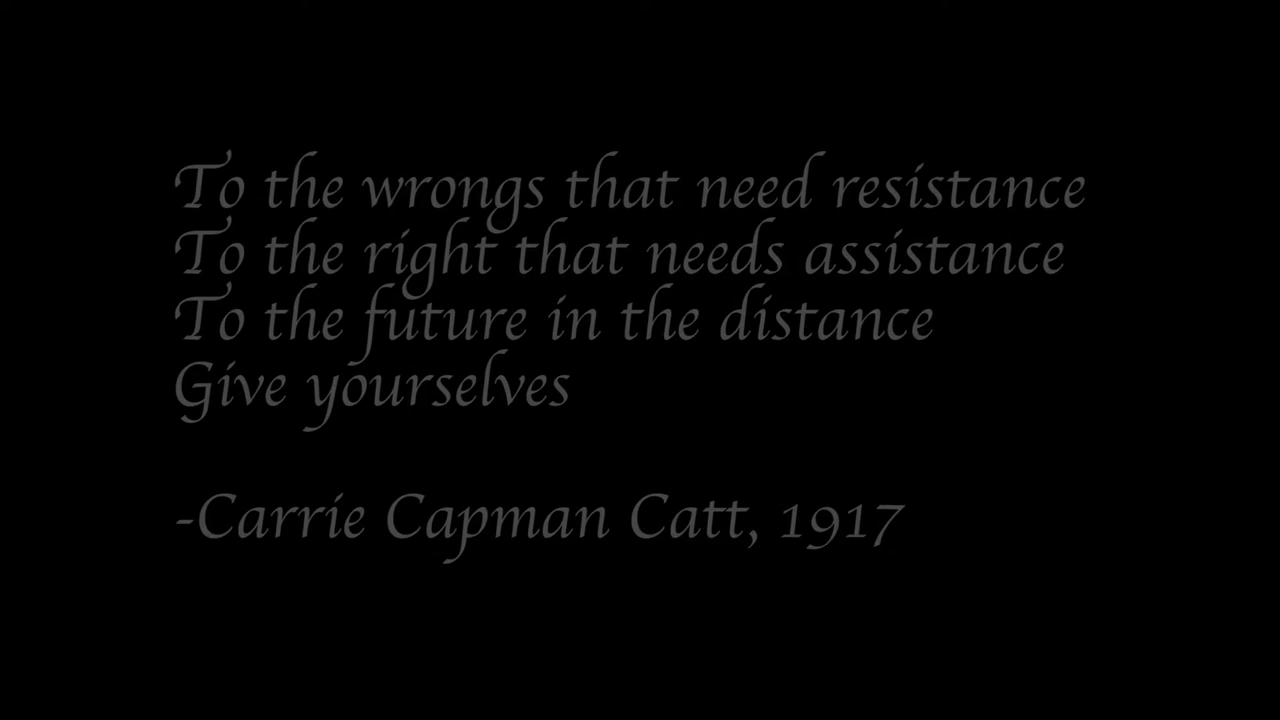 To the wrongs that need resistance
To the right that needs assistance
To the future in the distance
Give yourselves
-Carrie Capman Catt, 1917